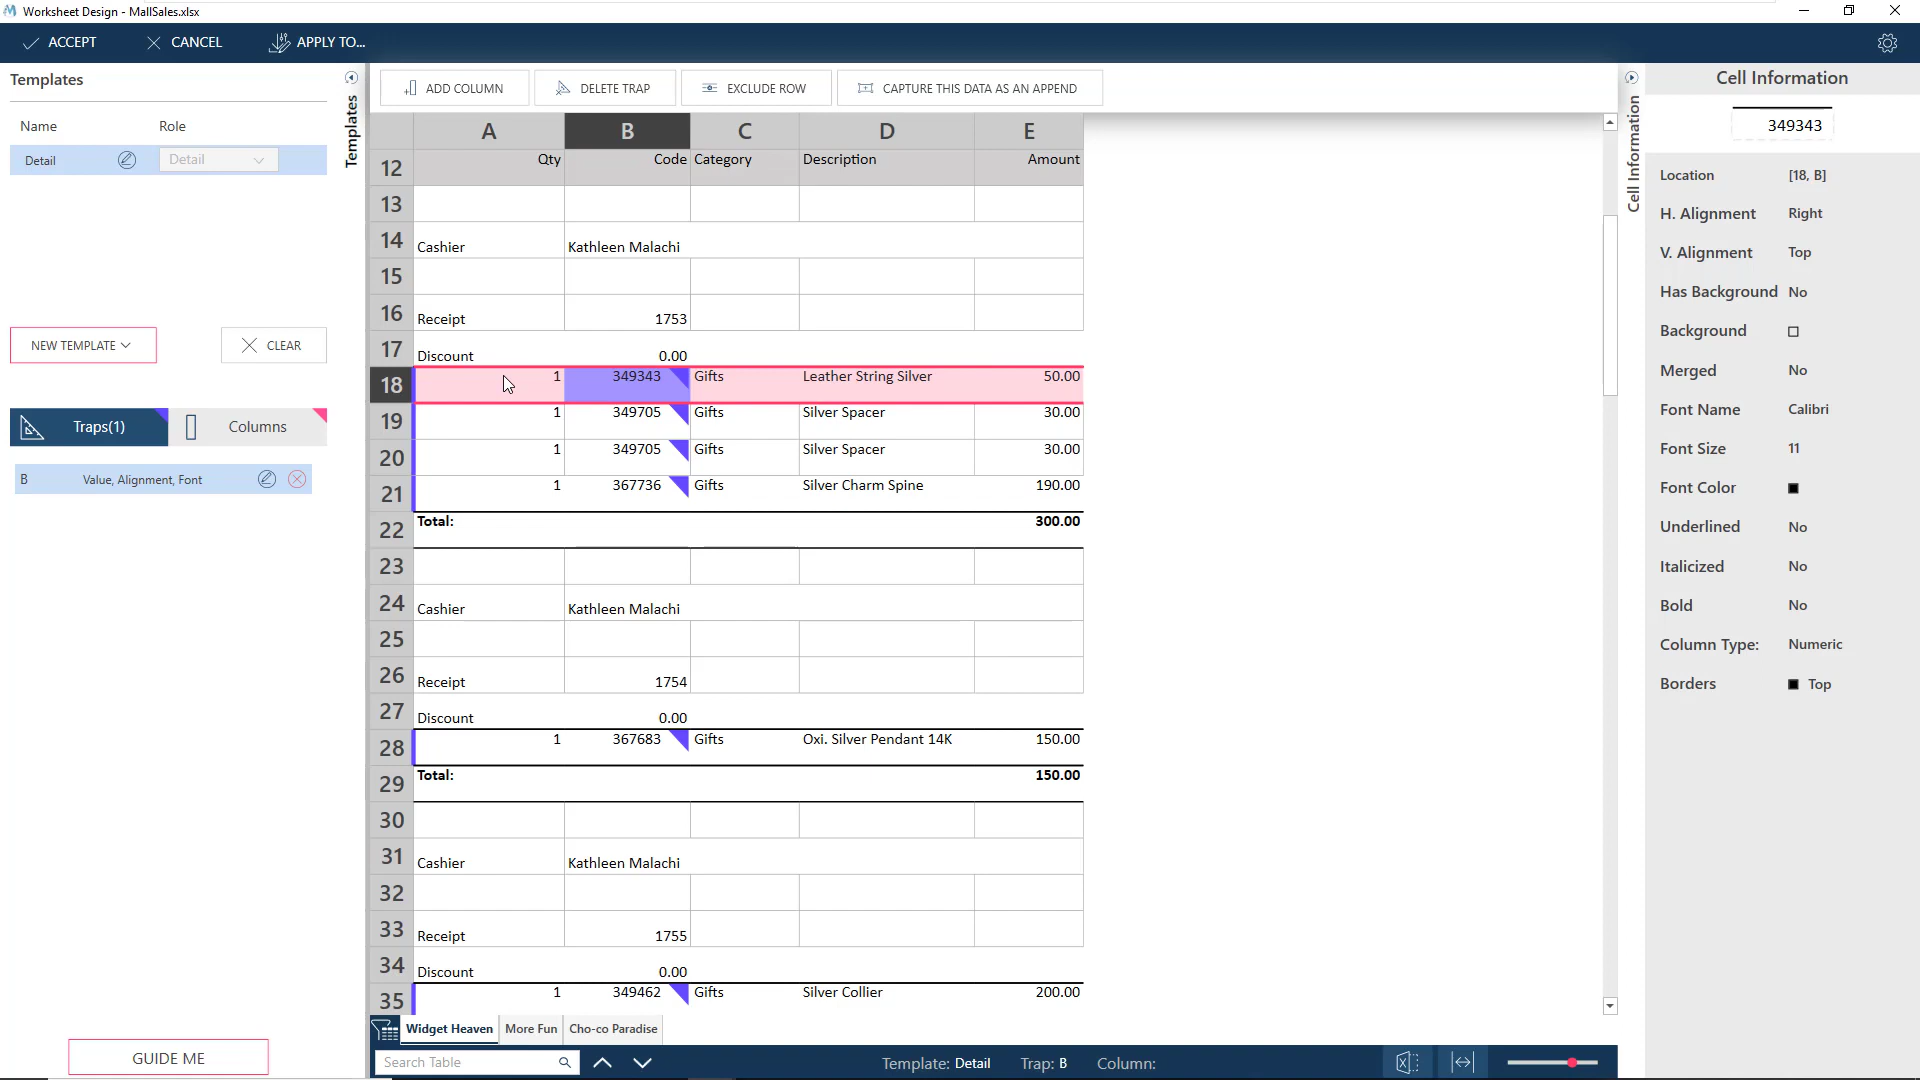 Worksheet Design - MallSales.xlsx
ACCEPT CANCEL APPLY TO...
Templates
Name Role
Detail Detail
NEW TEMPLATE CLEAR
Traps(1) Columns
B Value, Alignment, Font
GUIDE ME
Templates
ADD COLUMN DELETE TRAP EXCLUDE ROW CAPTURE THIS DATA AS AN APPEND
A B C D E
12 Qty Code Category Description Amount
13
14 Cashier Kathleen Malachi
15
16 Receipt 1753
17 Discount 0.00
18 1 349343 Gifts Leather String Silver 50.00
19 1 349705 Gifts Silver Spacer 30.00
20 1 349705 Gifts Silver Spacer 30.00
21 1 367736 Gifts Silver Charm Spine 190.00
22 Total: 300.00
23
24 Cashier Kathleen Malachi
25
26 Receipt 1754
27 Discount 0.00
28 1 367683 Gifts Oxi. Silver Pendant 14K 150.00
29 Total: 150.00
30
31 Cashier Kathleen Malachi
32
33 Receipt 1755
34 Discount 0.00
35 1 349462 Gifts Silver Collier 200.00
Widget Heaven More Fun Cho-co Paradise
Search Table Template: Detail Trap: B Column:
Cell Information
Cell Information
349343
Location [18, B]
H. Alignment Right
V. Alignment Top
Has Background No
Background
Merged No
Font Name Calibri
Font Size 11
Font Color
Underlined No
Italicized No
Bold No
Column Type: Numeric
Borders Top